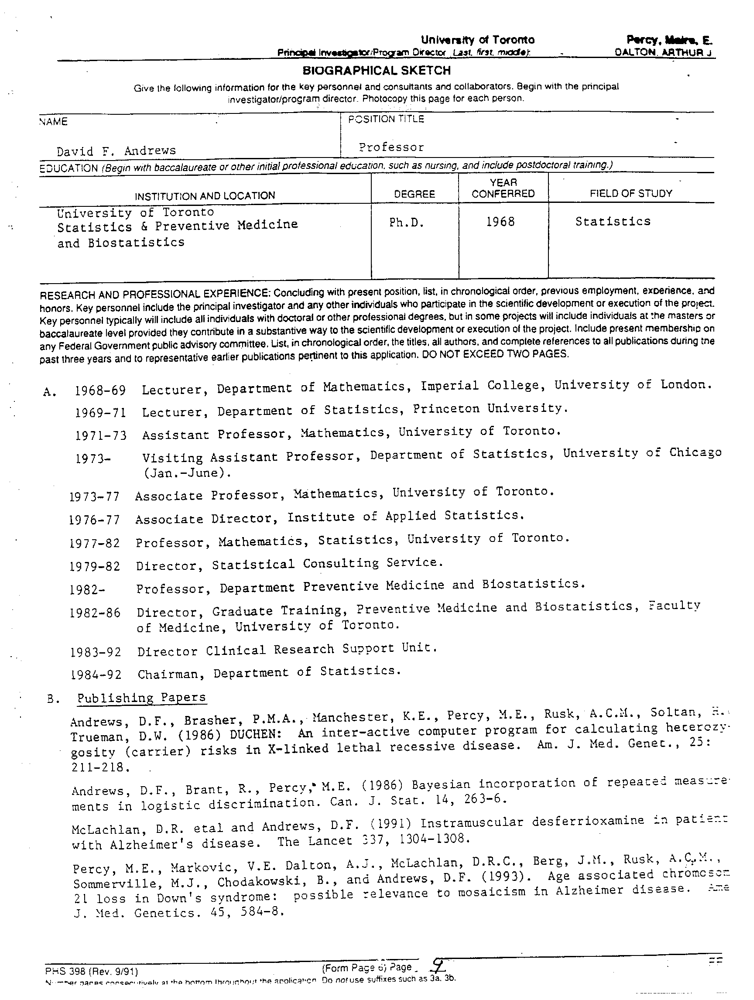 University of Toronto Percy, Maire, E.
Principal Investigator/Program Director (Last, first, middle): DALTON, ARTHUR J
BIOGRAPHICAL SKETCH
Give the following information for the key personnel and consultants and collaborators. Begin with the principal
investigator/program director. Photocopy this page for each person.
NAME POSITION TITLE
David F. Andrews Professor
EDUCATION (Begin with baccalaureate or other initial professional education, such as nursing, and include postdoctoral training.)
INSTITUTION AND LOCATION DEGREE YEAR CONFERRED FIELD OF STUDY
University of Toronto
Statistics & Preventive Medicine Ph.D. 1968 Statistics
and Biostatistics
RESEARCH AND PROFESSIONAL EXPERIENCE: Concluding with present position, list, in chronological order, previous employment, experience, and
honors. Key personnel include the principal investigator and any other individuals who participate in the scientific development or execution of the project.
Key personnel typically will include all individuals with doctoral or other professional degrees, but in some projects will include individuals at the masters or
baccalaureate level provided they contribute in a substantive way to the scientific development or execution of the project. Include present membership on
any Federal Government public advisory committee. List, in chronological order, the titles, all authors, and complete references to all publications during the
past three years and to representative earlier publications pertinent to this application. DO NOT EXCEED TWO PAGES.
A. 1968-69 Lecturer, Department of Mathematics, Imperial College, University of London.
1969-71 Lecturer, Department of Statistics, Princeton University.
1971-73 Assistant Professor, Mathematics, University of Toronto.
1973- Visiting Assistant Professor, Department of Statistics, University of Chicago
(Jan.-June).
1973-77 Associate Professor, Mathematics, University of Toronto.
1976-77 Associate Director, Institute of Applied Statistics.
1977-82 Professor, Mathematics, Statistics, University of Toronto.
1979-82 Director, Statistical Consulting Service.
1982- Professor, Department Preventive Medicine and Biostatistics.
1982-86 Director, Graduate Training, Preventive Medicine and Biostatistics, Faculty
of Medicine, University of Toronto.
1983-92 Director Clinical Research Support Unit.
1984-92 Chairman, Department of Statistics.
B. Publishing Papers
Andrews, D.F., Brasher, P.M.A., Manchester, K.E., Percy, M.E., Rusk, A.C.M., Soltan, H.
Trueman, D.W. (1986) DUCHEN: An inter-active computer program for calculating heterozy-
gosity (carrier) risks in X-linked lethal recessive disease. Am. J. Med. Genet., 25:
211-218.
Andrews, D.F., Brant, R., Percy, M.E. (1986) Bayesian incorporation of repeated measure-
ments in logistic discrimination. Can. J. Stat. 14, 263-6.
McLachlan, D.R. etal and Andrews, D.F. (1991) Instramuscular desferrioxamine in patient
with Alzheimer's disease. The Lancet 337, 1304-1308.
Percy, M.E., Markovic, V.E. Dalton, A.J., McLachlan, D.R.C., Berg, J.M., Rusk, A.C.M.,
Sommerville, M.J., Chodakowski, B., and Andrews, D.F. (1993). Age associated chromosom
21 loss in Down's syndrome: possible relevance to mosaicism in Alzheimer disease. Ame
J. Med. Genetics. 45, 584-8.
PHS 398 (Rev. 9/91) (Form Page 6) Page 9
Number pages consecutively at the bottom throughout the application. Do not use suffixes such as 3a, 3b.